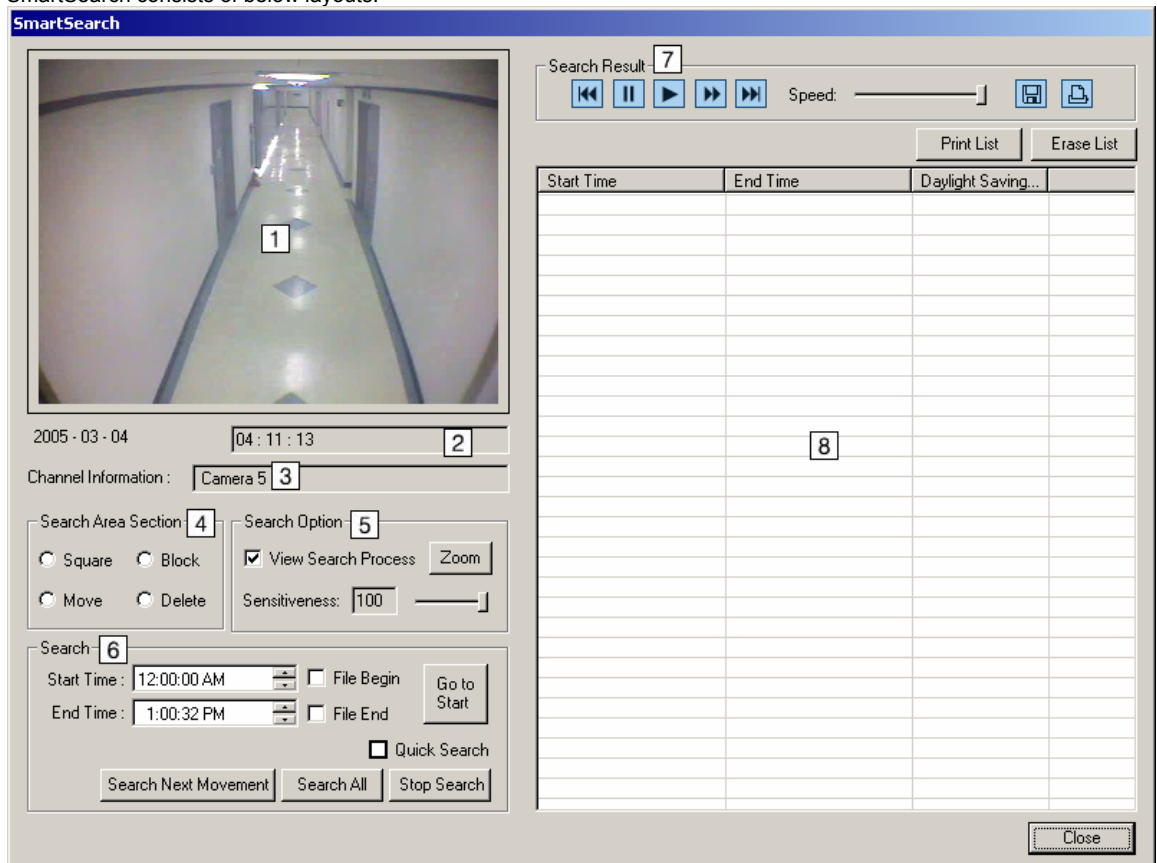 SmartSearch consists of below layouts.
SmartSearch
1
2005 - 03 - 04
04 : 11 : 13
2
Channel Information :
Camera 5
3
Search Area Section
4
Square
Block
Move
Delete
Search Option
5
View Search Process
Zoom
Sensitiveness:
100
Search
6
Start Time :
12:00:00 AM
File Begin
Go to
Start
End Time :
1:00:32 PM
File End
Quick Search
Search Next Movement
Search All
Stop Search
Search Result
7
Speed:
Print List
Erase List
Start Time
End Time
Daylight Saving...
8
Close